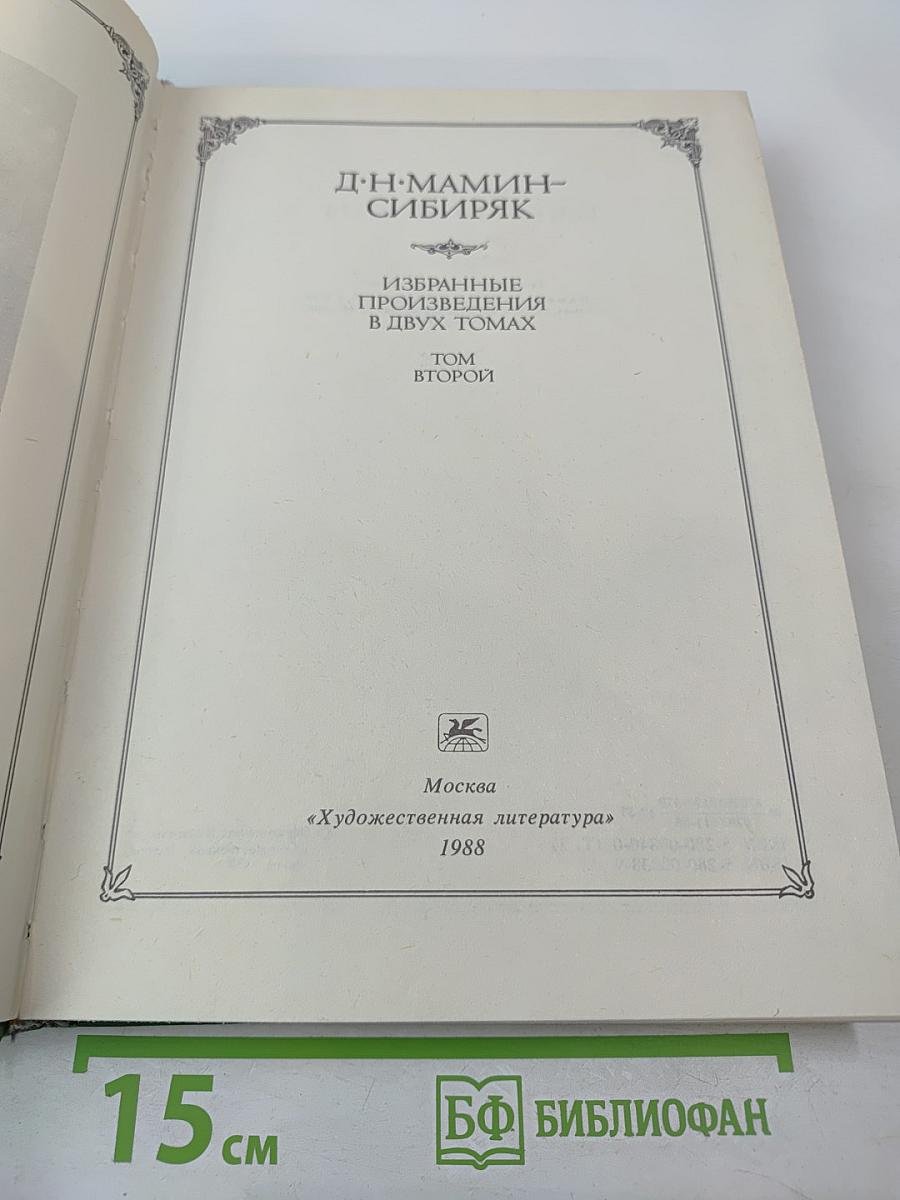 Д·Н·МАМИН-
СИБИРЯК
ИЗБРАННЫЕ
ПРОИЗВЕДЕНИЯ
В ДВУХ ТОМАХ
ТОМ
ВТОРОЙ
Москва
«Художественная литература»
1988
15 см
БФ БИБЛИОФАН